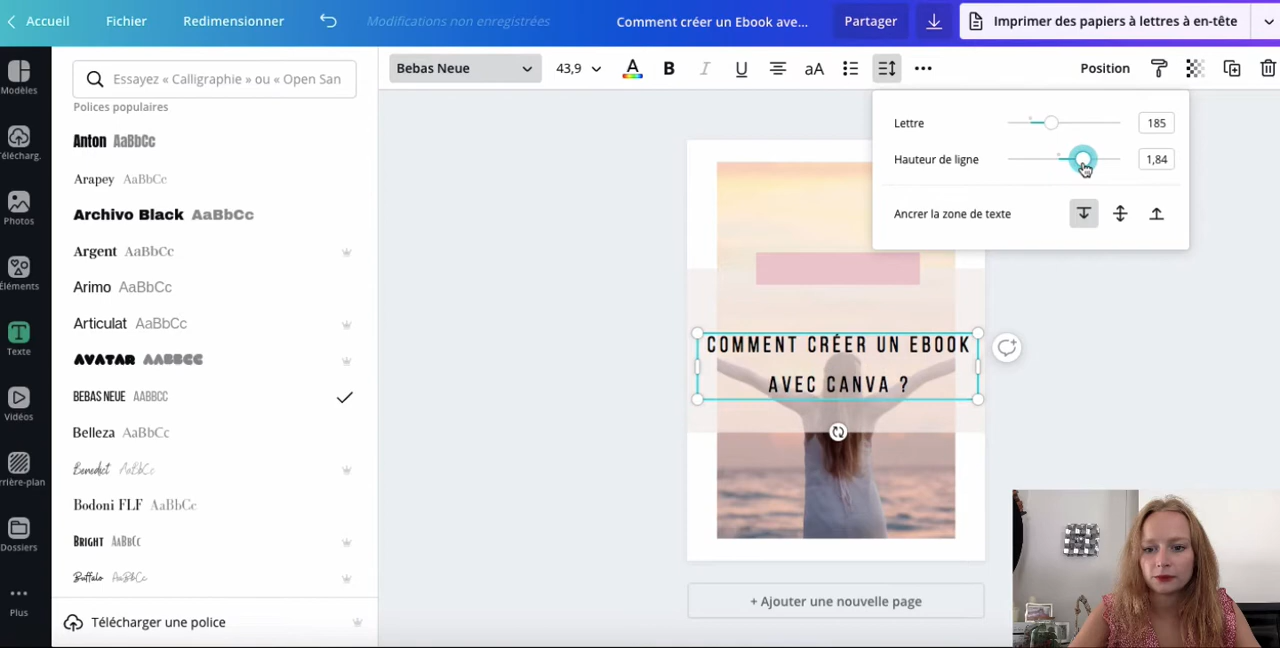 Accueil
Fichier
Redimensionner
Modifications non enregistrées
Comment créer un Ebook ave...
Partager
Imprimer des papiers à lettres à en-tête
Modèles
Télécharg.
Photos
Éléments
Texte
Vidéos
rrière-plan
Dossiers
Plus
Essayez « Calligraphie » ou « Open San
Polices populaires
Anton AaBbCc
Arapey AaBbCc
Archivo Black AaBbCc
Argent AaBbCc
Arimo AaBbCc
Articulat AaBbCc
AVATAR AABBCC
BEBAS NEUE AABBCC
Belleza AaBbCc
Benedict AaBbCc
Bodoni FLF AaBbCc
Bright AaBbCc
Buffalo AaBbCc
Télécharger une police
Bebas Neue
43,9
A
B
I
U
aA
Position
Lettre
185
Hauteur de ligne
1,84
Ancrer la zone de texte
COMMENT CRÉER UN EBOOK
AVEC CANVA ?
+ Ajouter une nouvelle page